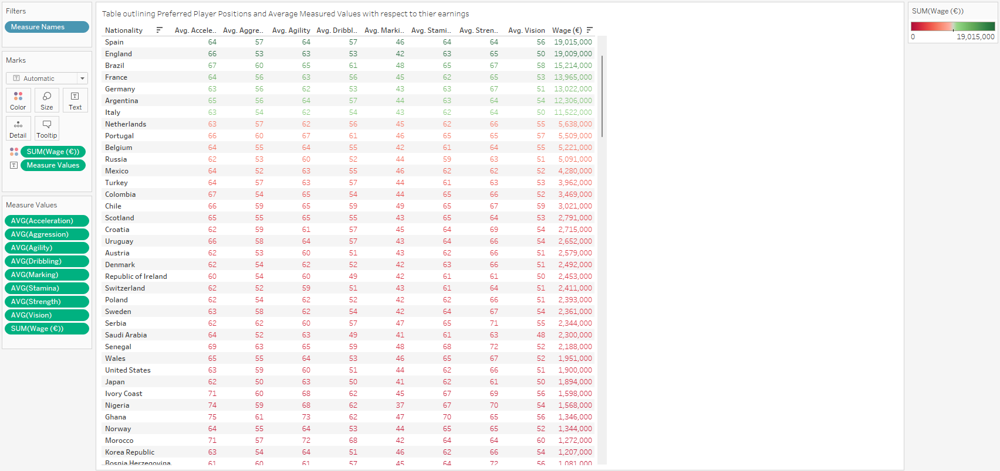 Filters
Measure Names
Marks
Automatic
Color Size Text
Detail Tooltip
SUM(Wage (€))
Measure Values
Measure Values
AVG(Acceleration)
AVG(Aggression)
AVG(Agility)
AVG(Dribbling)
AVG(Marking)
AVG(Stamina)
AVG(Strength)
AVG(Vision)
SUM(Wage (€))
Table outlining Preferred Player Positions and Average Measured Values with respect to thier earnings
Nationality Avg. Accele.. Avg. Aggre.. Avg. Agility Avg. Dribbl.. Avg. Marki.. Avg. Stami.. Avg. Stren.. Avg. Vision Wage (€)
Spain 64 57 64 57 46 64 64 56 19,015,000
England 66 53 63 53 42 63 65 50 19,009,000
Brazil 67 60 65 61 48 65 67 58 15,214,000
France 64 56 63 56 45 62 65 53 13,965,000
Germany 63 56 62 53 43 63 67 51 13,022,000
Argentina 65 56 64 57 44 63 64 54 12,306,000
Italy 63 54 62 54 43 62 64 50 11,522,000
Netherlands 63 57 62 56 45 62 66 55 5,638,000
Portugal 66 60 67 61 46 65 65 57 5,509,000
Belgium 64 55 64 55 42 61 64 55 5,221,000
Russia 62 53 60 52 44 59 63 51 5,091,000
Mexico 64 52 63 55 46 62 62 52 4,280,000
Turkey 64 57 63 57 44 61 63 53 3,962,000
Colombia 67 54 65 54 44 65 66 52 3,469,000
Chile 66 59 65 59 49 65 67 59 3,021,000
Scotland 65 55 65 55 43 65 64 53 2,791,000
Croatia 62 59 61 57 45 64 69 54 2,715,000
Uruguay 66 58 64 57 43 64 66 54 2,652,000
Austria 62 53 60 51 43 62 66 51 2,579,000
Denmark 62 54 62 52 42 63 66 51 2,492,000
Republic of Ireland 60 54 60 49 42 61 61 50 2,453,000
Switzerland 62 52 59 51 43 61 64 51 2,411,000
Poland 62 54 62 52 42 62 66 51 2,393,000
Sweden 63 58 62 54 42 64 67 54 2,361,000
Serbia 62 62 60 57 47 65 71 55 2,344,000
Saudi Arabia 64 52 63 49 41 61 63 48 2,300,000
Senegal 69 63 65 59 48 68 72 52 2,188,000
Wales 65 55 64 53 46 65 67 52 1,951,000
United States 63 59 60 51 44 62 66 51 1,900,000
Japan 62 50 63 50 41 62 61 50 1,894,000
Ivory Coast 71 60 68 62 45 67 69 56 1,598,000
Nigeria 74 59 68 62 37 67 70 54 1,568,000
Ghana 75 61 73 62 47 70 65 56 1,346,000
Norway 64 55 64 53 44 65 65 52 1,344,000
Morocco 71 57 72 68 42 64 64 60 1,272,000
Korea Republic 63 54 64 51 46 62 66 54 1,207,000
Bosnia Herzegovina 61 60 61 57 45 64 72 56 1,081,000
SUM(Wage (€))
0 19,015,000